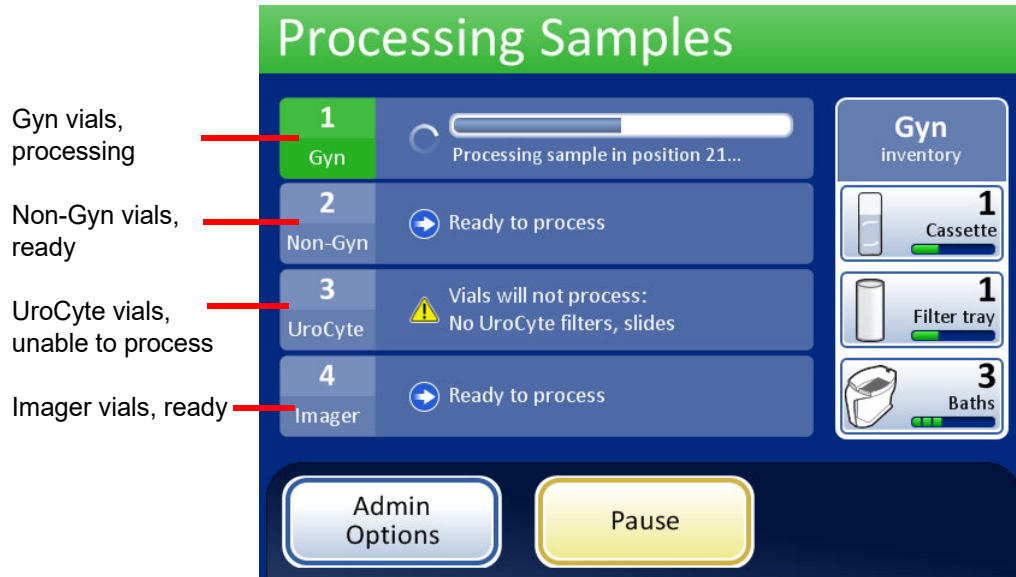 Processing Samples
Gyn vials,
processing
1
Gyn
Processing sample in position 21...
Non-Gyn vials,
ready
2
Non-Gyn
Ready to process
UroCyte vials,
unable to process
3
UroCyte
Vials will not process:
No UroCyte filters, slides
Imager vials, ready
4
Imager
Ready to process
Gyn
inventory
1
Cassette
1
Filter tray
3
Baths
Admin
Options
Pause